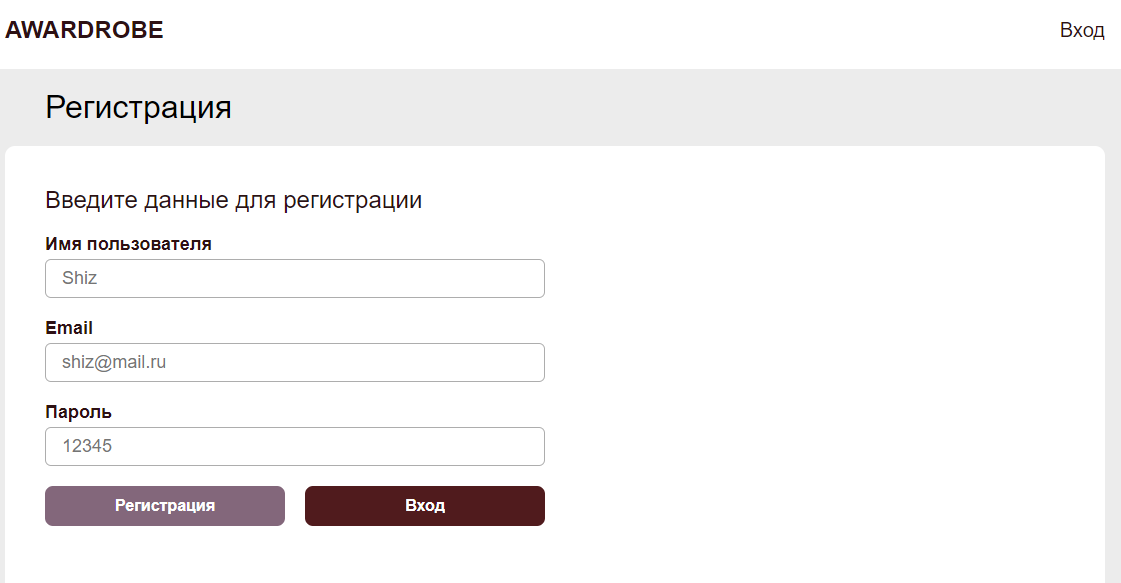 AWARDROBE
Вход
Регистрация
Введите данные для регистрации
Имя пользователя
Shiz
Email
shiz@mail.ru
Пароль
12345
Регистрация
Вход